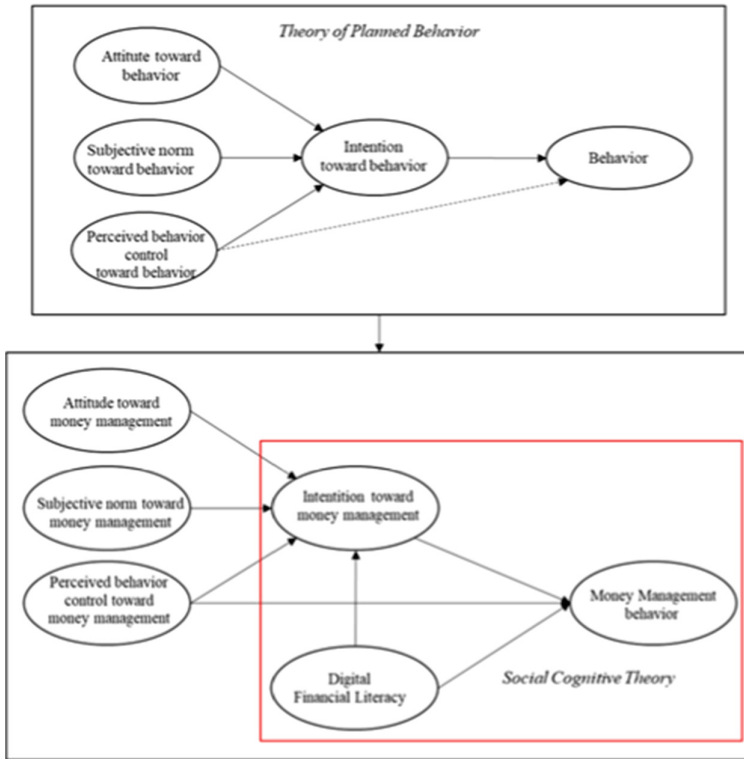 Theory of Planned Behavior
Attitute toward
behavior
Subjective norm
toward behavior
Perceived behavior
control
toward behavior
Intention
toward behavior
Behavior
Attitude toward
money management
Subjective norm toward
money management
Perceived behavior
control toward
money management
Intentition toward
money management
Money Management
behavior
Digital
Financial Literacy
Social Cognitive Theory